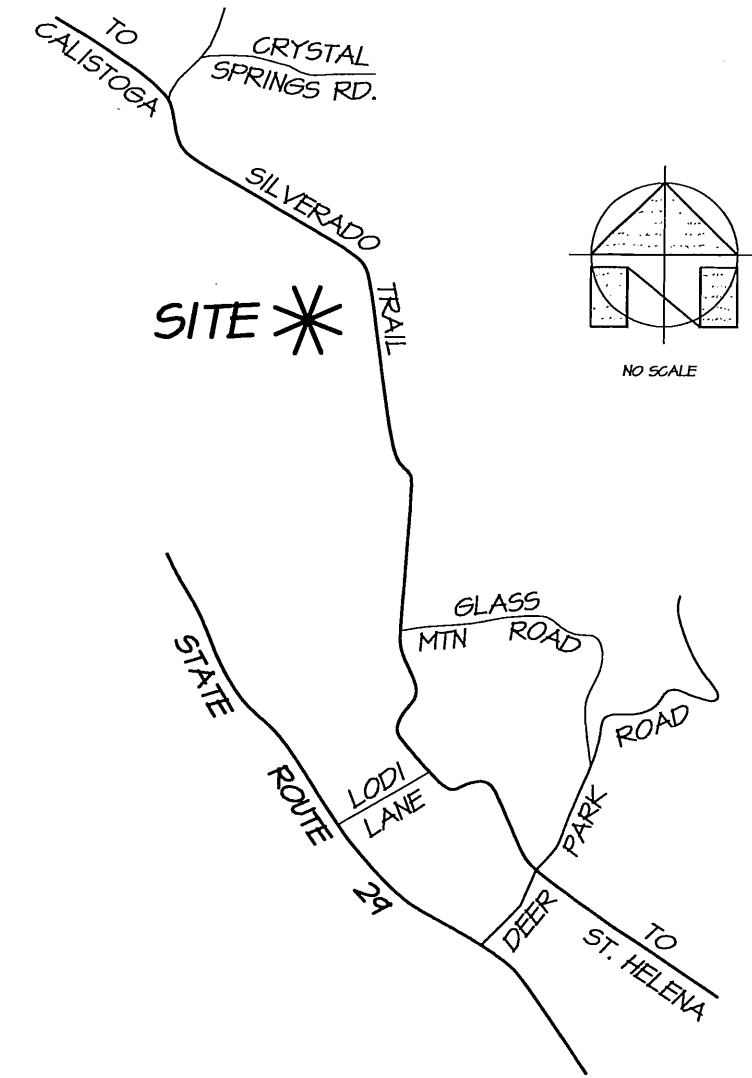 TO
CALISTOGA
CRYSTAL
SPRINGS RD.
SILVERADO
TRAIL
SITE
N
NO SCALE
GLASS
MTN ROAD
STATE
ROUTE
29
LODI
LANE
ROAD
PARK
DEER
TO
ST. HELENA